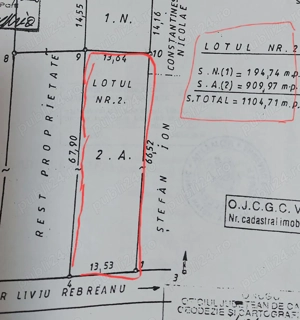 14,55
1. N.
14,16
CONSTANTINESCU
NICOLAE
8
9
13,64
10
LOTUL
NR.2.
REST PROPRIETATE
67,90
2. A.
66,52
ȘTEFAN ION
13,53
4
1
3
R LIVIU REBREANU
LOTUL NR.2
S.N.(1) = 194,74 m.p.
S.A.(2) = 909,97 m.p.
S.TOTAL = 1104,71 m.p.
O.J.C.G.C. V
Nr. cadastral imob